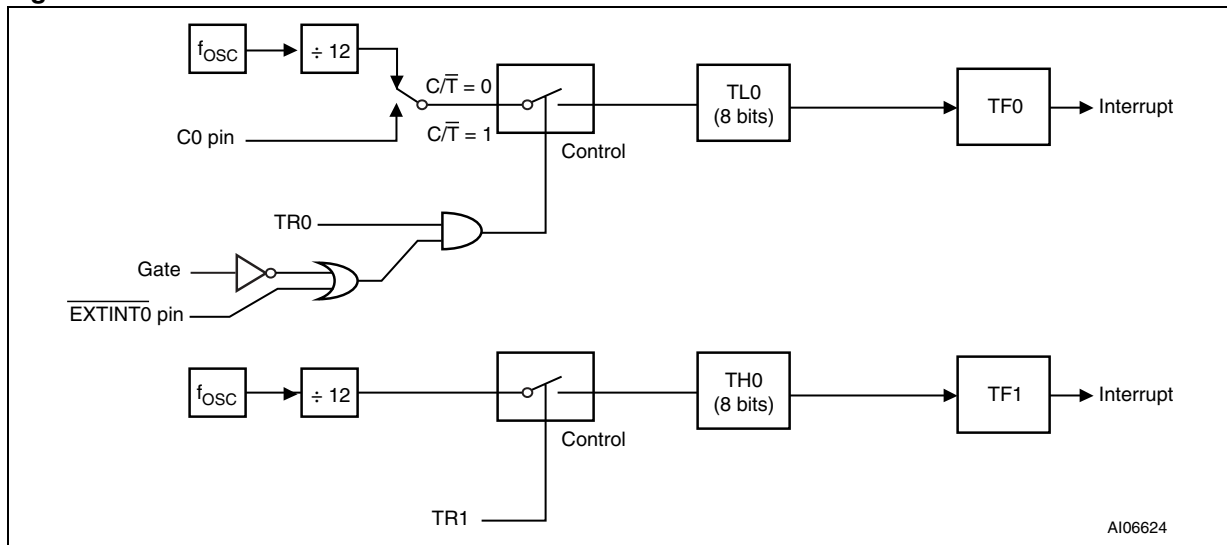 fOSC
÷ 12
C/T̅ = 0
TL0
(8 bits)
TF0
Interrupt
C0 pin
C/T̅ = 1
Control
TR0
Gate
E̅X̅T̅I̅N̅T̅0̅ pin
fOSC
÷ 12
TH0
(8 bits)
TF1
Interrupt
Control
TR1
AI06624